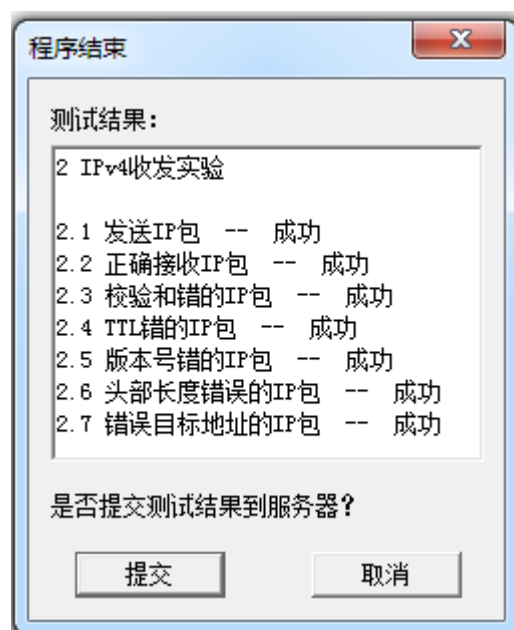 程序结束
测试结果:
2 IPv4收发实验
2.1 发送IP包 -- 成功
2.2 正确接收IP包 -- 成功
2.3 校验和错的IP包 -- 成功
2.4 TTL错的IP包 -- 成功
2.5 版本号错的IP包 -- 成功
2.6 头部长度错误的IP包 -- 成功
2.7 错误目标地址的IP包 -- 成功
是否提交测试结果到服务器?
提交 取消